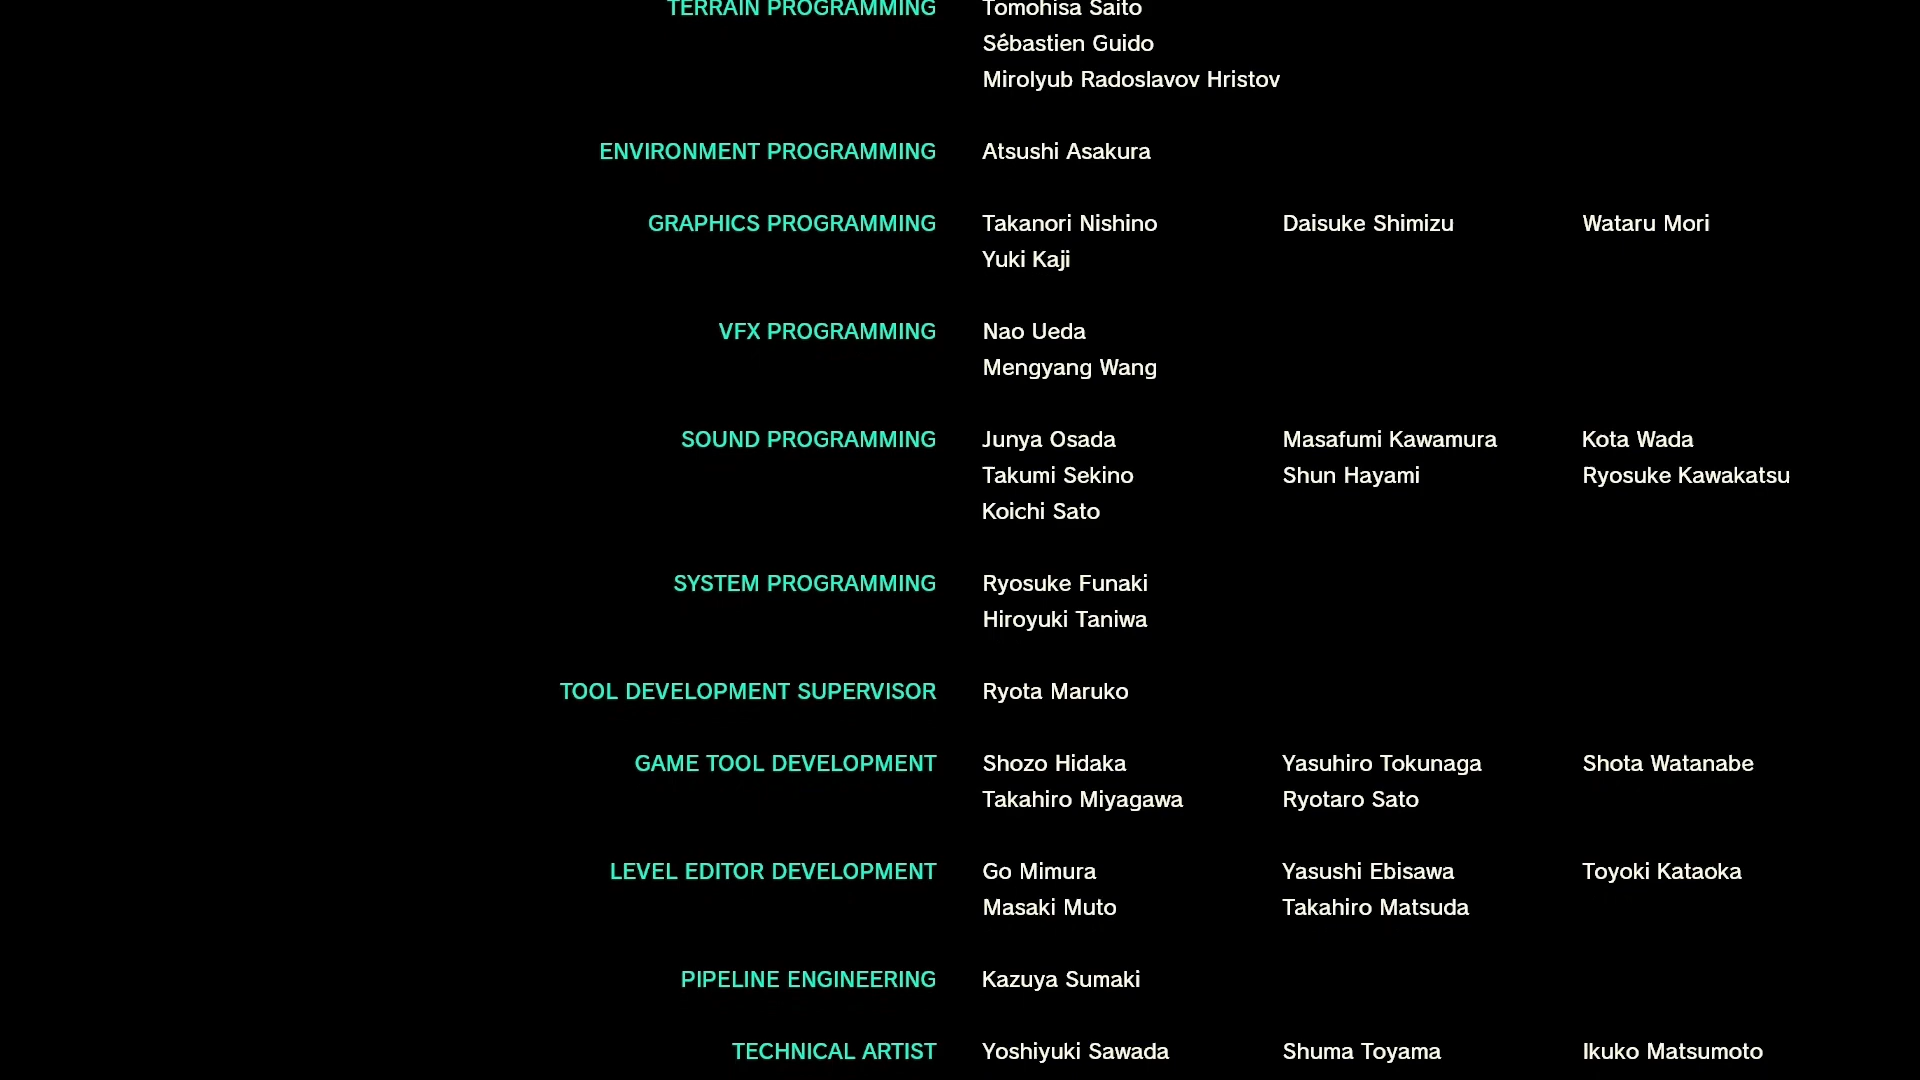 TERRAIN PROGRAMMING Tomohisa Saito
Sébastien Guido
Mirolyub Radoslavov Hristov
ENVIRONMENT PROGRAMMING Atsushi Asakura
GRAPHICS PROGRAMMING Takanori Nishino Daisuke Shimizu Wataru Mori
Yuki Kaji
VFX PROGRAMMING Nao Ueda
Mengyang Wang
SOUND PROGRAMMING Junya Osada Masafumi Kawamura Kota Wada
Takumi Sekino Shun Hayami Ryosuke Kawakatsu
Koichi Sato
SYSTEM PROGRAMMING Ryosuke Funaki
Hiroyuki Taniwa
TOOL DEVELOPMENT SUPERVISOR Ryota Maruko
GAME TOOL DEVELOPMENT Shozo Hidaka Yasuhiro Tokunaga Shota Watanabe
Takahiro Miyagawa Ryotaro Sato
LEVEL EDITOR DEVELOPMENT Go Mimura Yasushi Ebisawa Toyoki Kataoka
Masaki Muto Takahiro Matsuda
PIPELINE ENGINEERING Kazuya Sumaki
TECHNICAL ARTIST Yoshiyuki Sawada Shuma Toyama Ikuko Matsumoto